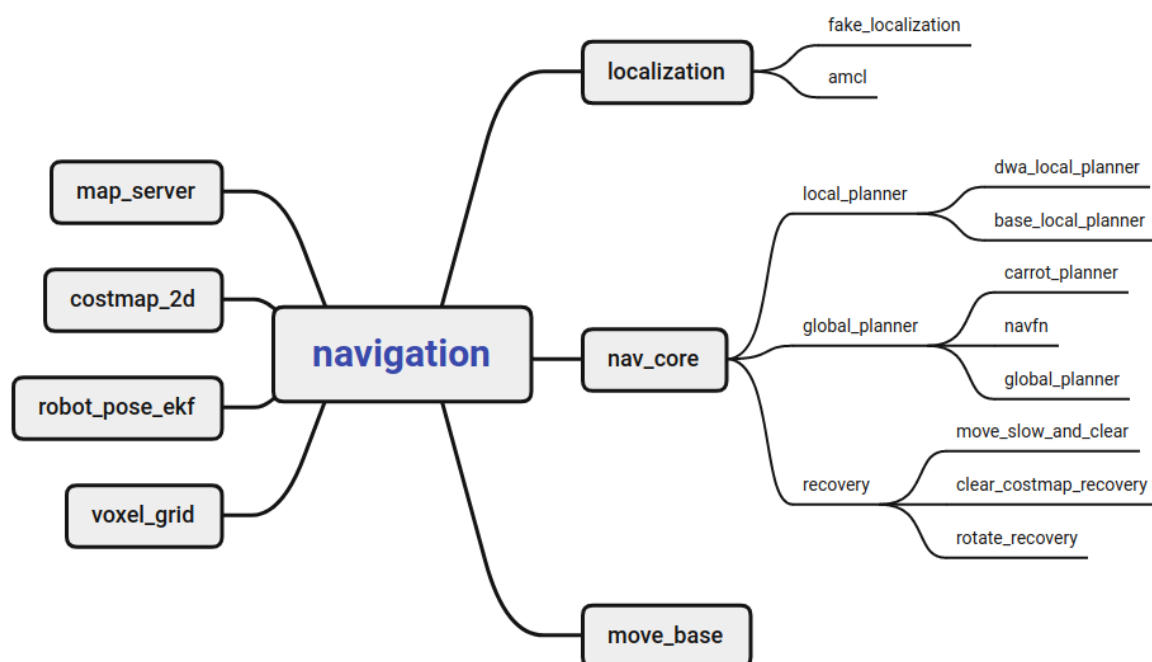 navigation
map_server
costmap_2d
robot_pose_ekf
voxel_grid
localization
fake_localization
amcl
nav_core
local_planner
dwa_local_planner
base_local_planner
global_planner
carrot_planner
navfn
global_planner
recovery
move_slow_and_clear
clear_costmap_recovery
rotate_recovery
move_base